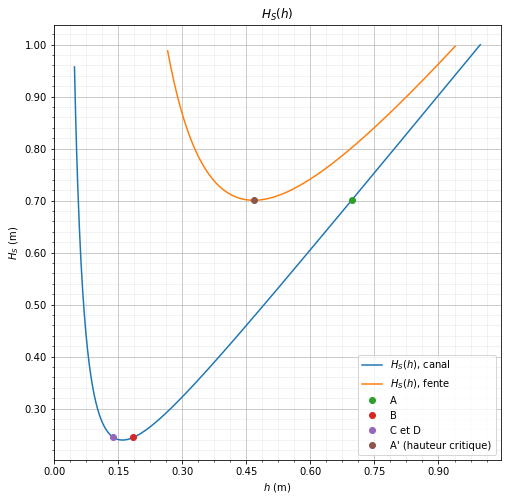 H_S(h)
1.00
0.90
0.80
0.70
0.60
0.50
0.40
0.30
H_S (m)
0.00 0.15 0.30 0.45 0.60 0.75 0.90
h (m)
H_S(h), canal
H_S(h), fente
A
B
C et D
A' (hauteur critique)